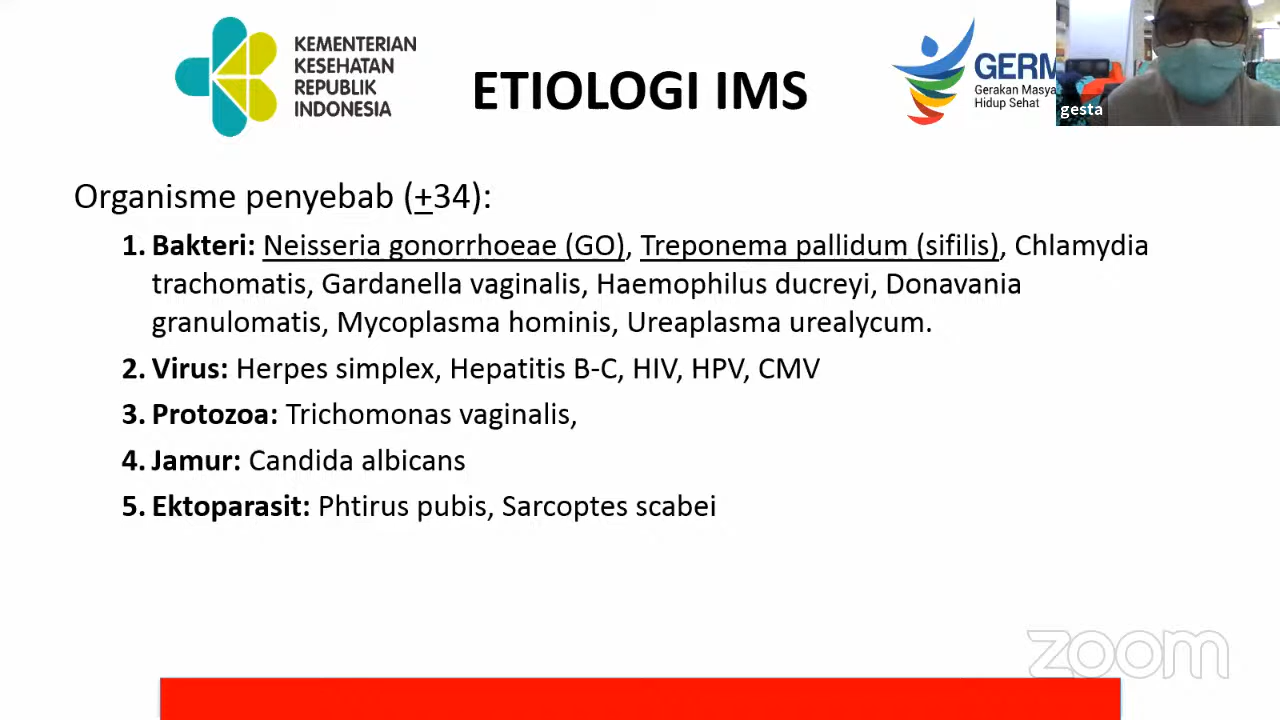 KEMENTERIAN
KESEHATAN
REPUBLIK
INDONESIA
ETIOLOGI IMS
GERM
Gerakan Masya
Hidup Sehat
gesta
Organisme penyebab (+34):
1. Bakteri: Neisseria gonorrhoeae (GO), Treponema pallidum (sifilis), Chlamydia
trachomatis, Gardanella vaginalis, Haemophilus ducreyi, Donavania
granulomatis, Mycoplasma hominis, Ureaplasma urealycum.
2. Virus: Herpes simplex, Hepatitis B-C, HIV, HPV, CMV
3. Protozoa: Trichomonas vaginalis,
4. Jamur: Candida albicans
5. Ektoparasit: Phtirus pubis, Sarcoptes scabei
zoom